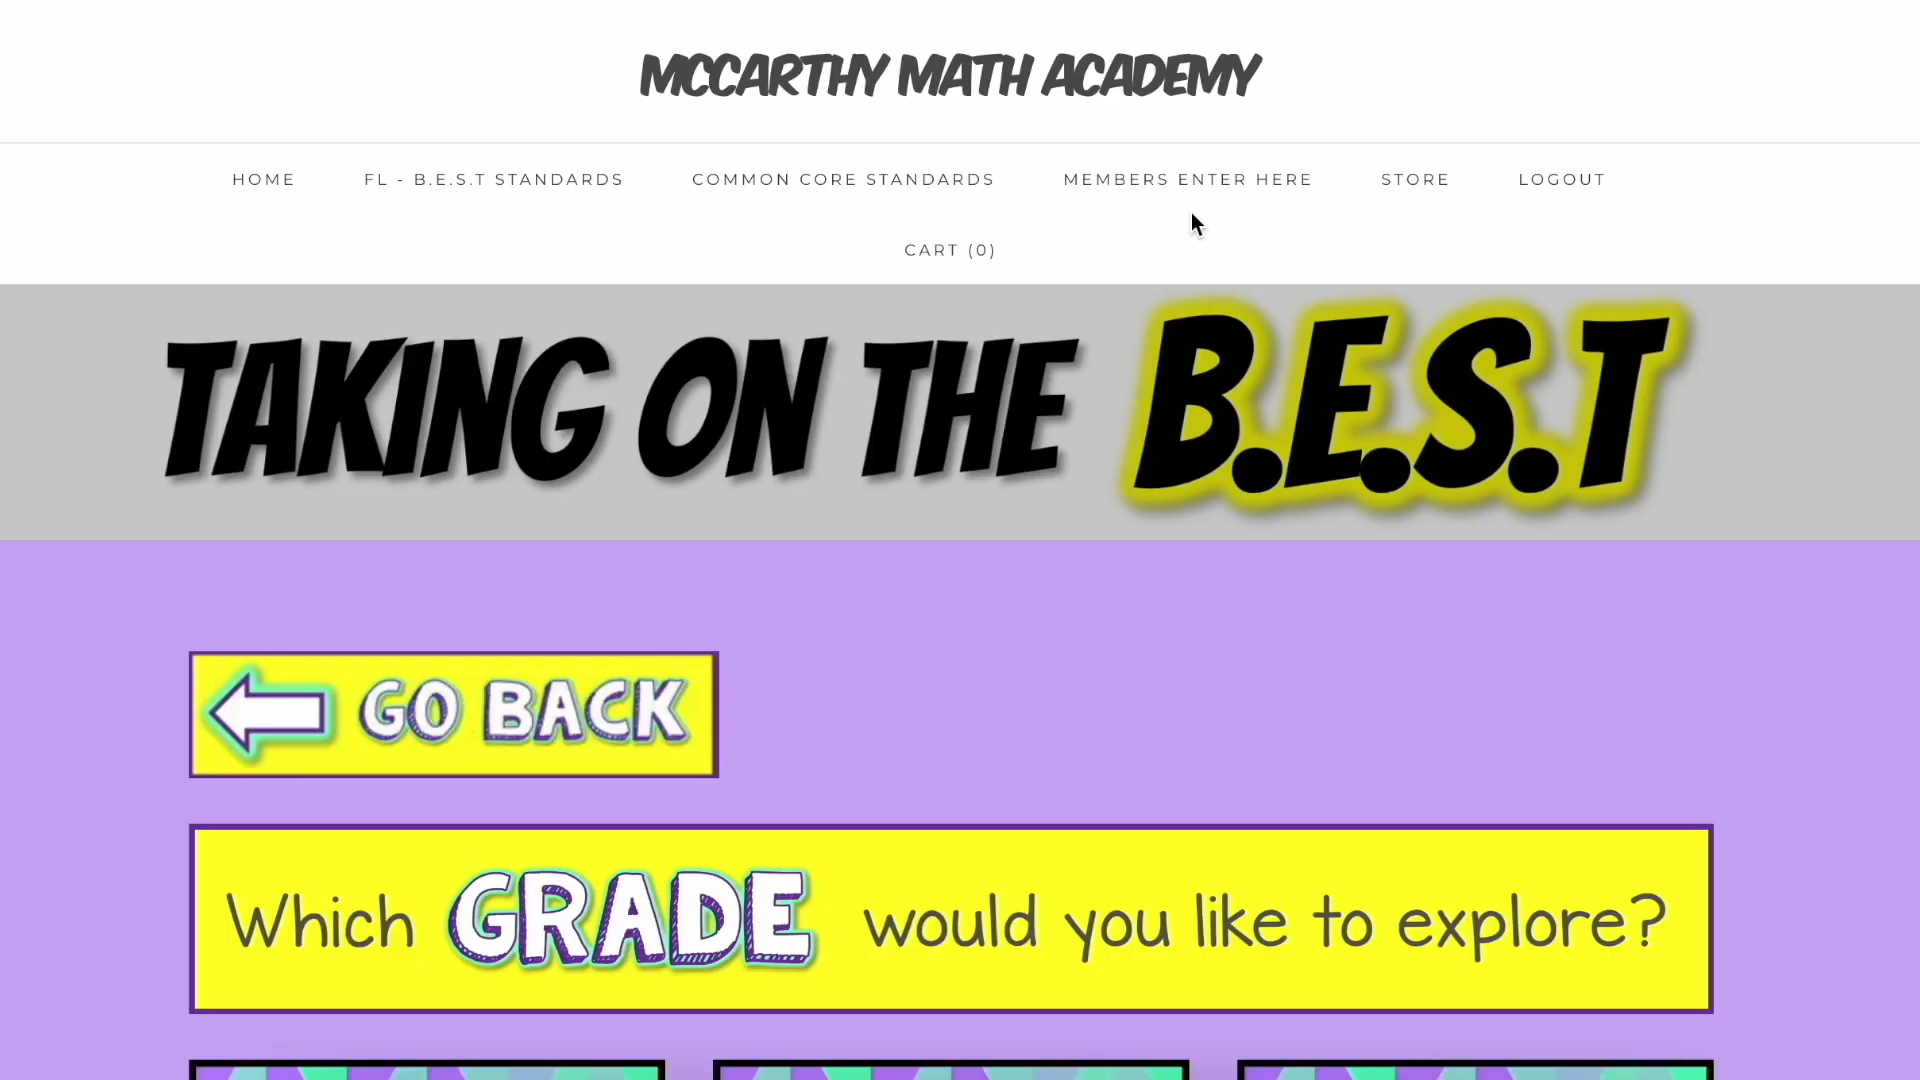 MCCARTHY MATH ACADEMY
HOME FL - B.E.S.T STANDARDS COMMON CORE STANDARDS MEMBERS ENTER HERE STORE LOGOUT
CART (0)
TAKING ON THE B.E.S.T
GO BACK
Which GRADE would you like to explore?